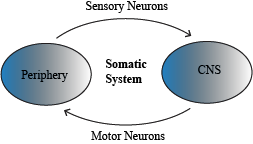 Sensory Neurons
Periphery
Somatic
System
CNS
Motor Neurons